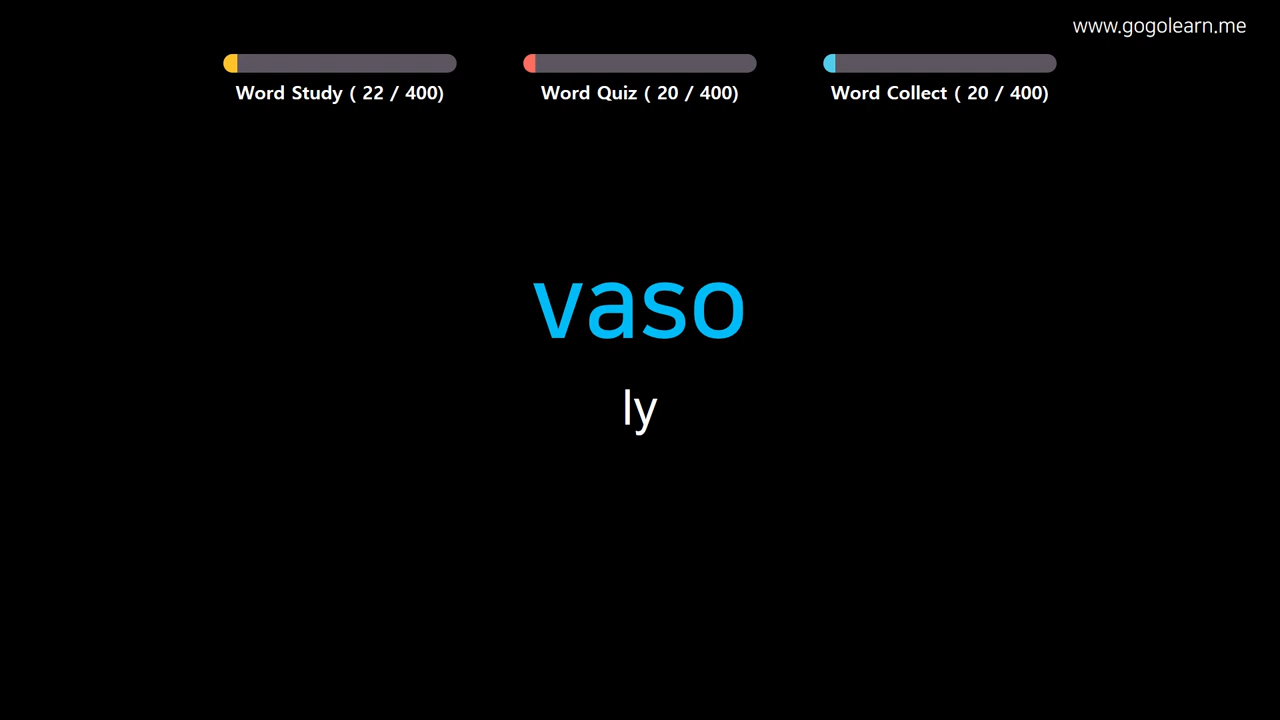 www.gogolearn.me
Word Study ( 22 / 400)
Word Quiz ( 20 / 400)
Word Collect ( 20 / 400)
vaso
ly